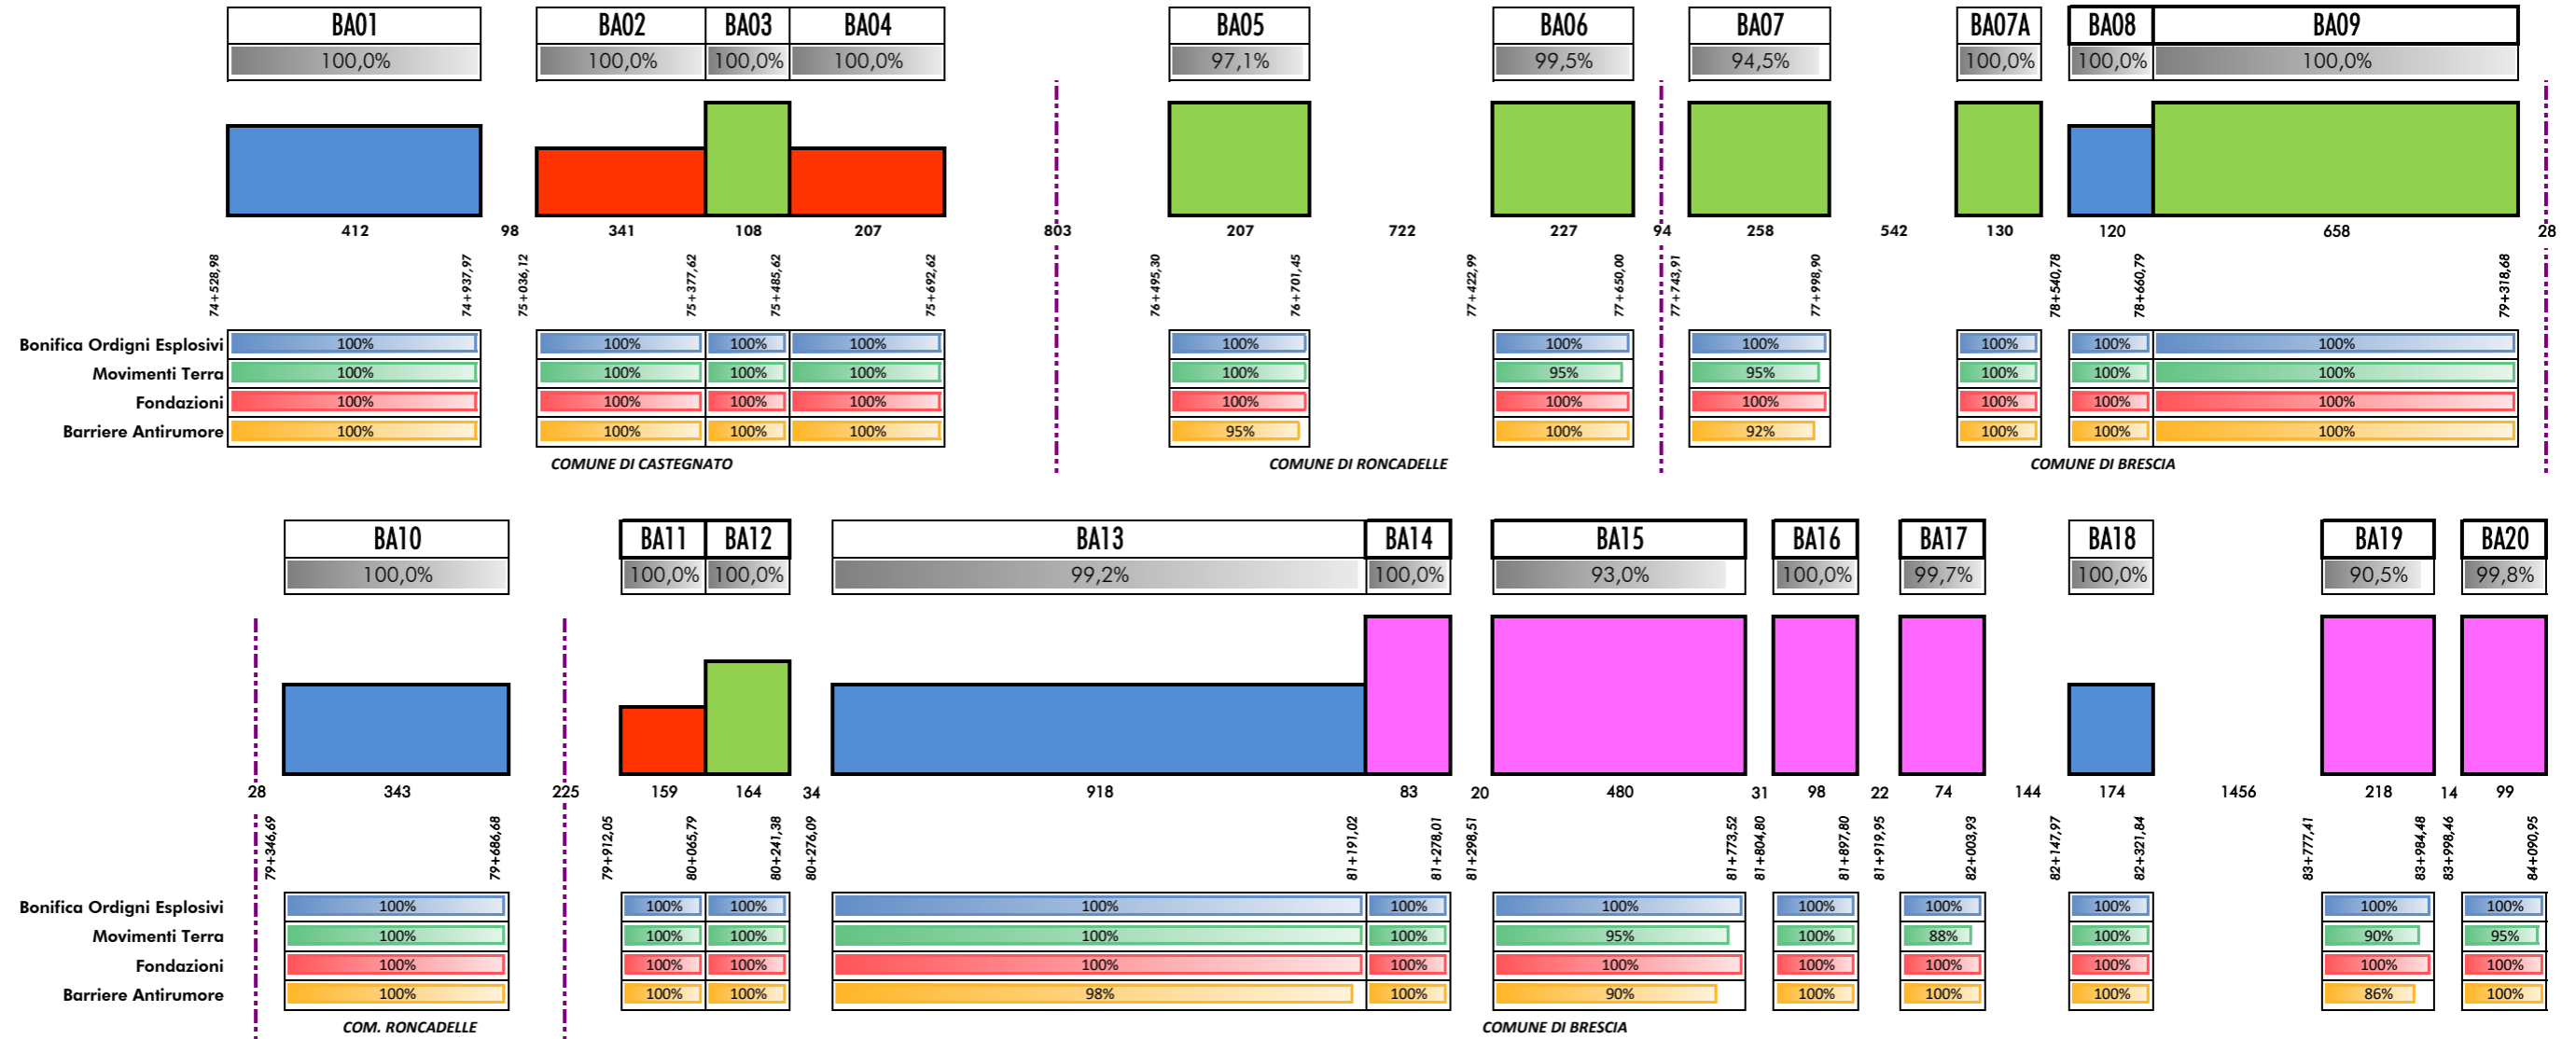 BA01 BA02 BA03 BA04 BA05 BA06 BA07 BA07A BA08 BA09
100,0% 100,0% 100,0% 100,0% 97,1% 99,5% 94,5% 100,0% 100,0% 100,0%
412 98 341 108 207 803 207 722 227 94 258 542 130 120 658 28
74+528,98 74+937,97 75+036,12 75+377,62 75+485,62 75+692,62 76+495,30 76+701,45 77+422,99 77+650,00 77+743,91 77+998,90 78+540,78 78+660,79 79+318,68
Bonifica Ordigni Esplosivi 100% 100% 100% 100% 100% 100% 100% 100% 100% 100%
Movimenti Terra 100% 100% 100% 100% 100% 95% 95% 100% 100% 100%
Fondazioni 100% 100% 100% 100% 100% 100% 100% 100% 100% 100%
Barriere Antirumore 100% 100% 100% 100% 95% 100% 92% 100% 100% 100%
COMUNE DI CASTEGNATO COMUNE DI RONCADELLE COMUNE DI BRESCIA
BA10 BA11 BA12 BA13 BA14 BA15 BA16 BA17 BA18 BA19 BA20
100,0% 100,0% 100,0% 99,2% 100,0% 93,0% 100,0% 99,7% 100,0% 90,5% 99,8%
28 343 225 159 164 34 918 83 20 480 31 98 22 74 144 174 1456 218 14 99
79+346,69 79+686,68 79+912,05 80+065,79 80+241,38 80+276,09 81+191,02 81+278,01 81+298,51 81+773,52 81+804,80 81+897,80 81+919,95 82+003,93 82+147,97 82+321,84 83+777,41 83+984,48 83+998,46 84+090,95
Bonifica Ordigni Esplosivi 100% 100% 100% 100% 100% 100% 100% 100% 100% 100% 100%
Movimenti Terra 100% 100% 100% 100% 100% 95% 100% 88% 100% 90% 95%
Fondazioni 100% 100% 100% 100% 100% 100% 100% 100% 100% 100% 100%
Barriere Antirumore 100% 100% 100% 98% 100% 90% 100% 100% 100% 86% 100%
COM. RONCADELLE COMUNE DI BRESCIA